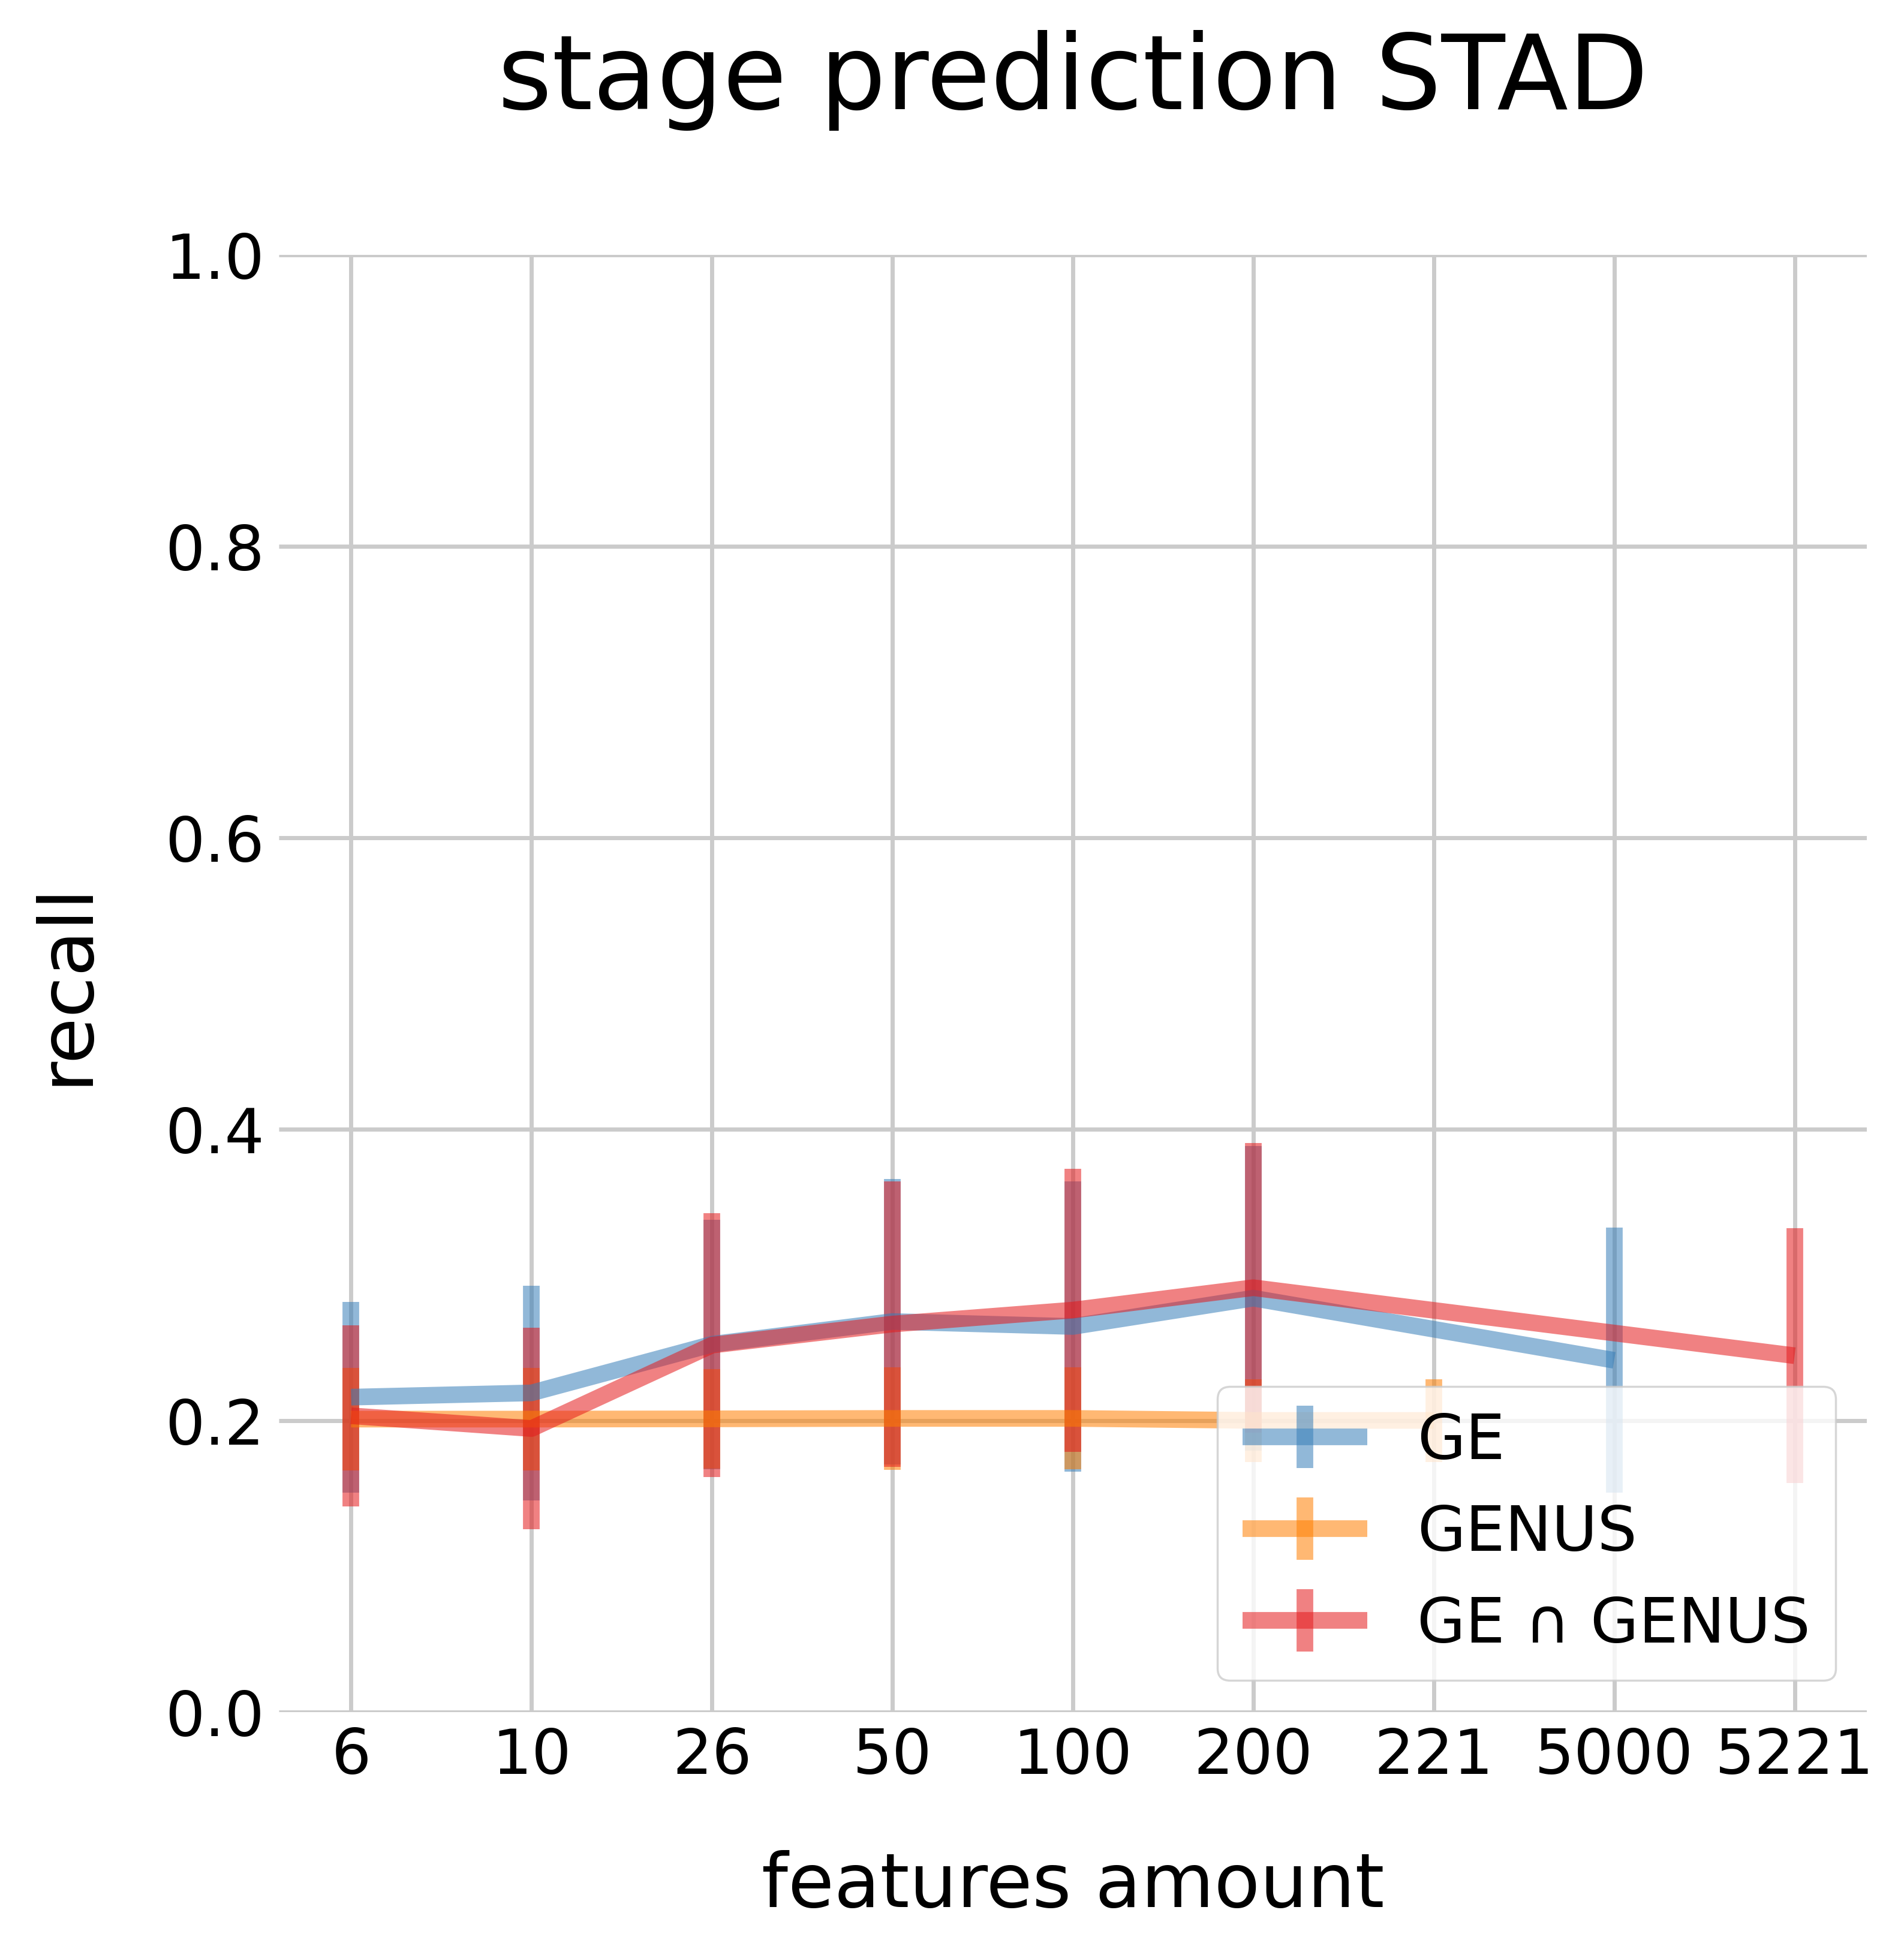 stage prediction STAD
1.0
0.8
0.6
0.4
0.2
0.0
recall
GE
GENUS
GE ∩ GENUS
6 10 26 50 100 200 221 5000 5221
features amount